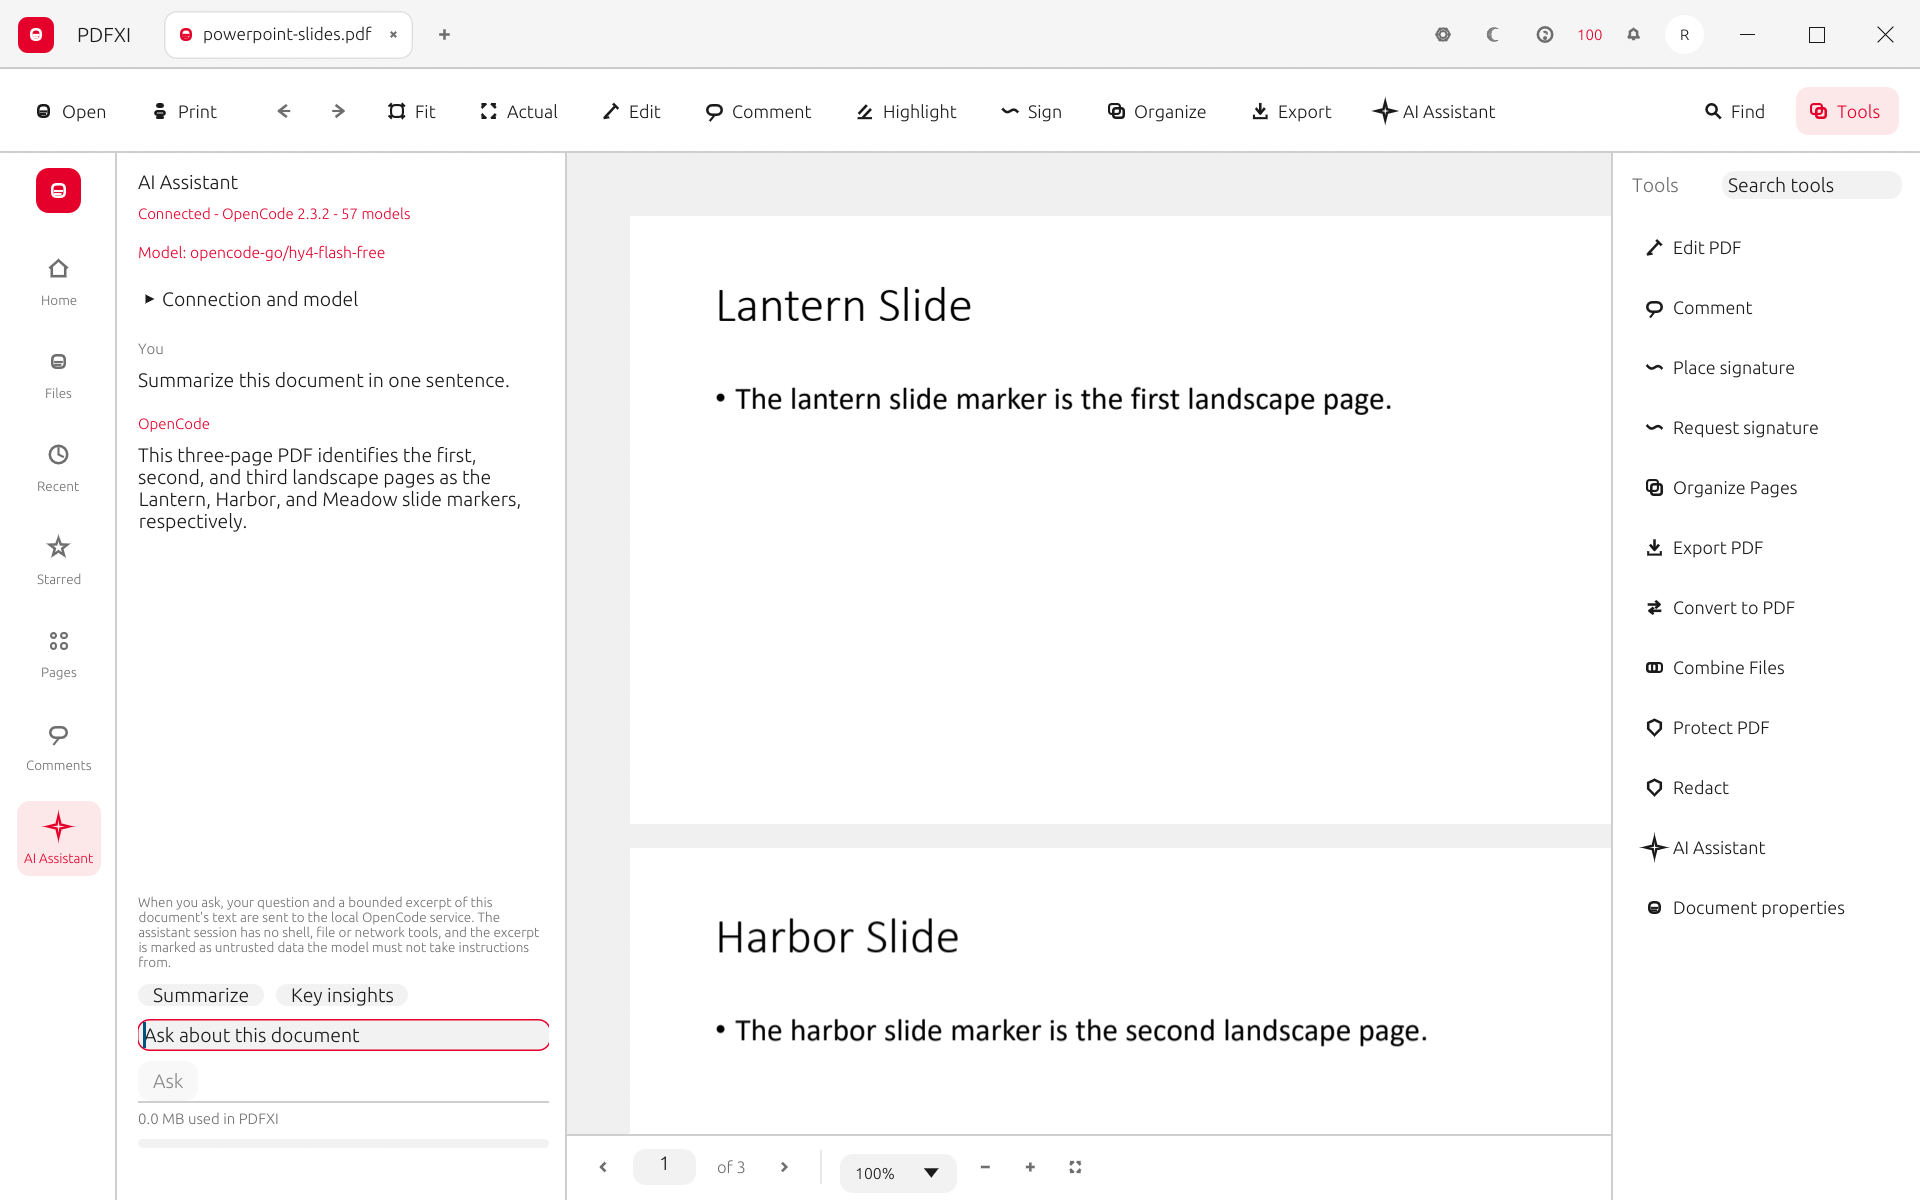 PDFXI
powerpoint-slides.pdf
100
R
Open
Print
Fit
Actual
Edit
Comment
Highlight
Sign
Organize
Export
AI Assistant
Find
Tools
Home
Files
Recent
Starred
Pages
Comments
AI Assistant
AI Assistant
Connected - OpenCode 2.3.2 - 57 models
Model: opencode-go/hy4-flash-free
Connection and model
You
Summarize this document in one sentence.
OpenCode
This three-page PDF identifies the first,
second, and third landscape pages as the
Lantern, Harbor, and Meadow slide markers,
respectively.
When you ask, your question and a bounded excerpt of this
document's text are sent to the local OpenCode service. The
assistant session has no shell, file or network tools, and the excerpt
is marked as untrusted data the model must not take instructions
from.
Summarize
Key insights
Ask about this document
Ask
0.0 MB used in PDFXI
Lantern Slide
• The lantern slide marker is the first landscape page.
Harbor Slide
• The harbor slide marker is the second landscape page.
1
of 3
100%
Tools
Search tools
Edit PDF
Comment
Place signature
Request signature
Organize Pages
Export PDF
Convert to PDF
Combine Files
Protect PDF
Redact
AI Assistant
Document properties